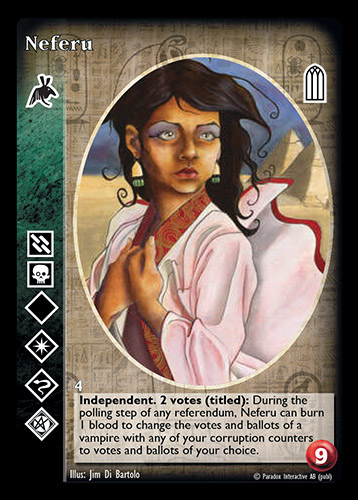 Neferu
4
Independent. 2 votes (titled): During the
polling step of any referendum, Neferu can burn
1 blood to change the votes and ballots of a
vampire with any of your corruption counters
to votes and ballots of your choice.
9
Illus: Jim Di Bartolo
© Paradox Interactive AB (publ)